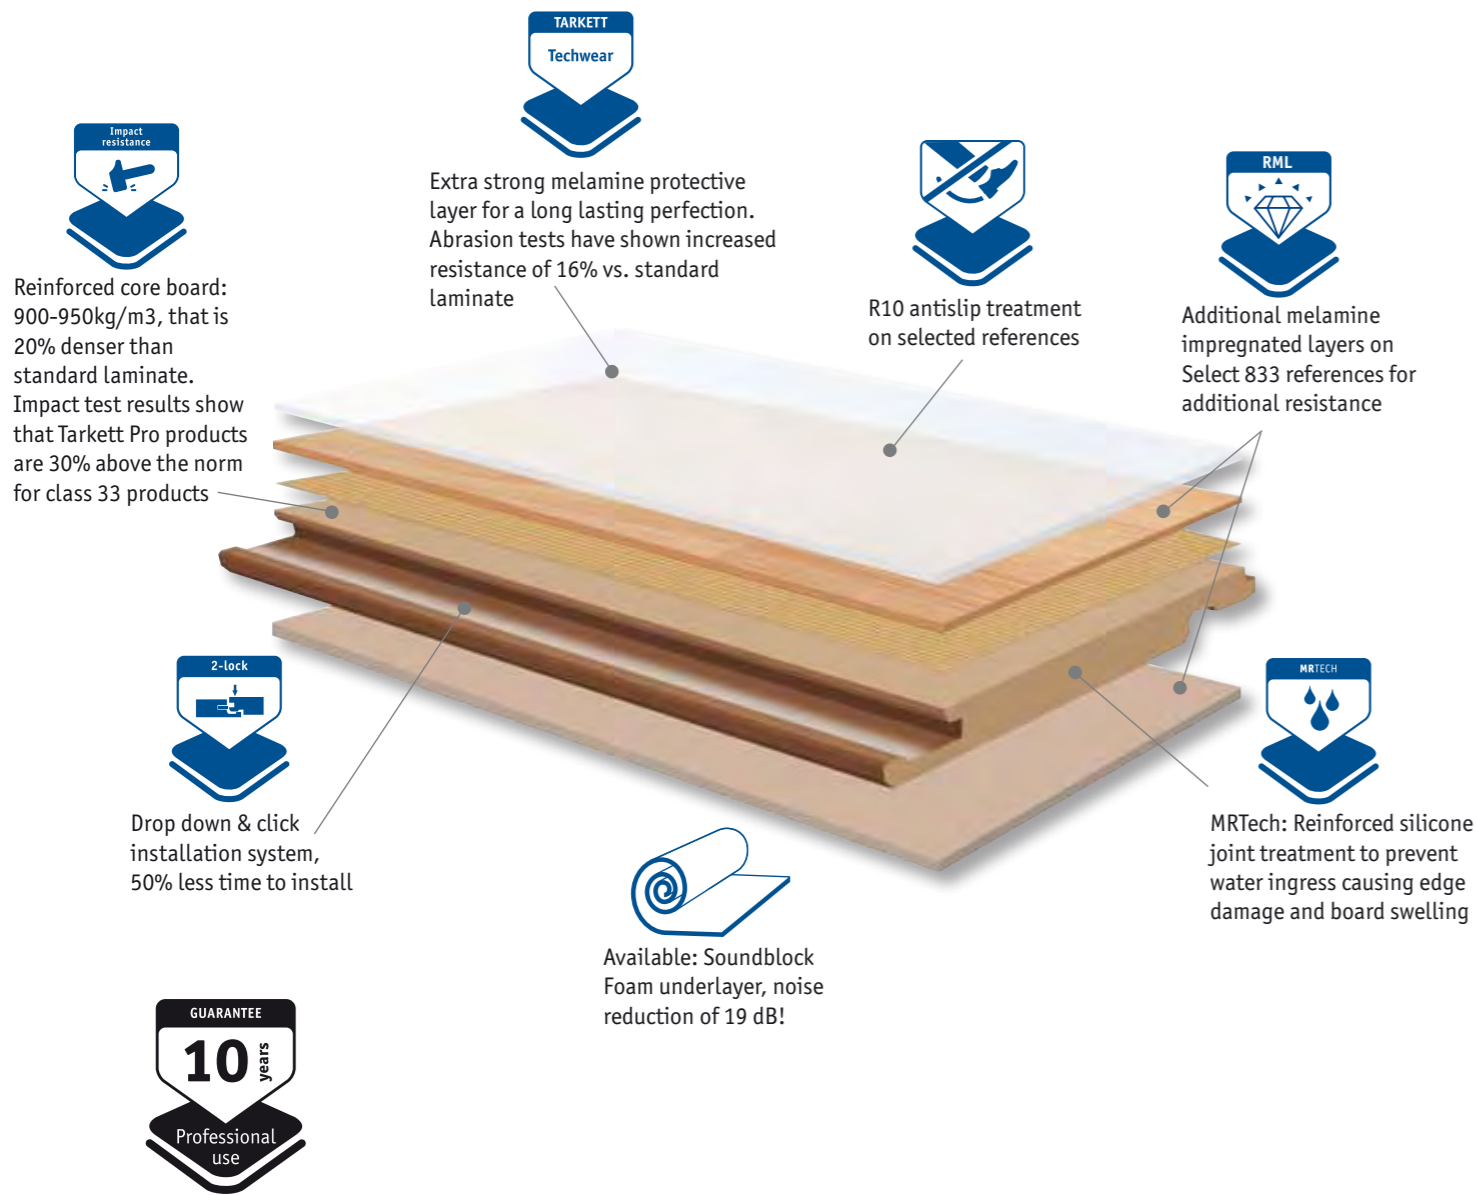 TARKETT
Techwear
Extra strong melamine protective
layer for a long lasting perfection.
Abrasion tests have shown increased
resistance of 16% vs. standard
laminate
Impact
resistance
Reinforced core board:
900-950kg/m3, that is
20% denser than
standard laminate.
Impact test results show
that Tarkett Pro products
are 30% above the norm
for class 33 products
R10 antislip treatment
on selected references
RML
Additional melamine
impregnated layers on
Select 833 references for
additional resistance
2-lock
Drop down & click
installation system,
50% less time to install
MRTECH
MRTech: Reinforced silicone
joint treatment to prevent
water ingress causing edge
damage and board swelling
Available: Soundblock
Foam underlayer, noise
reduction of 19 dB!
GUARANTEE
10 years
Professional
use